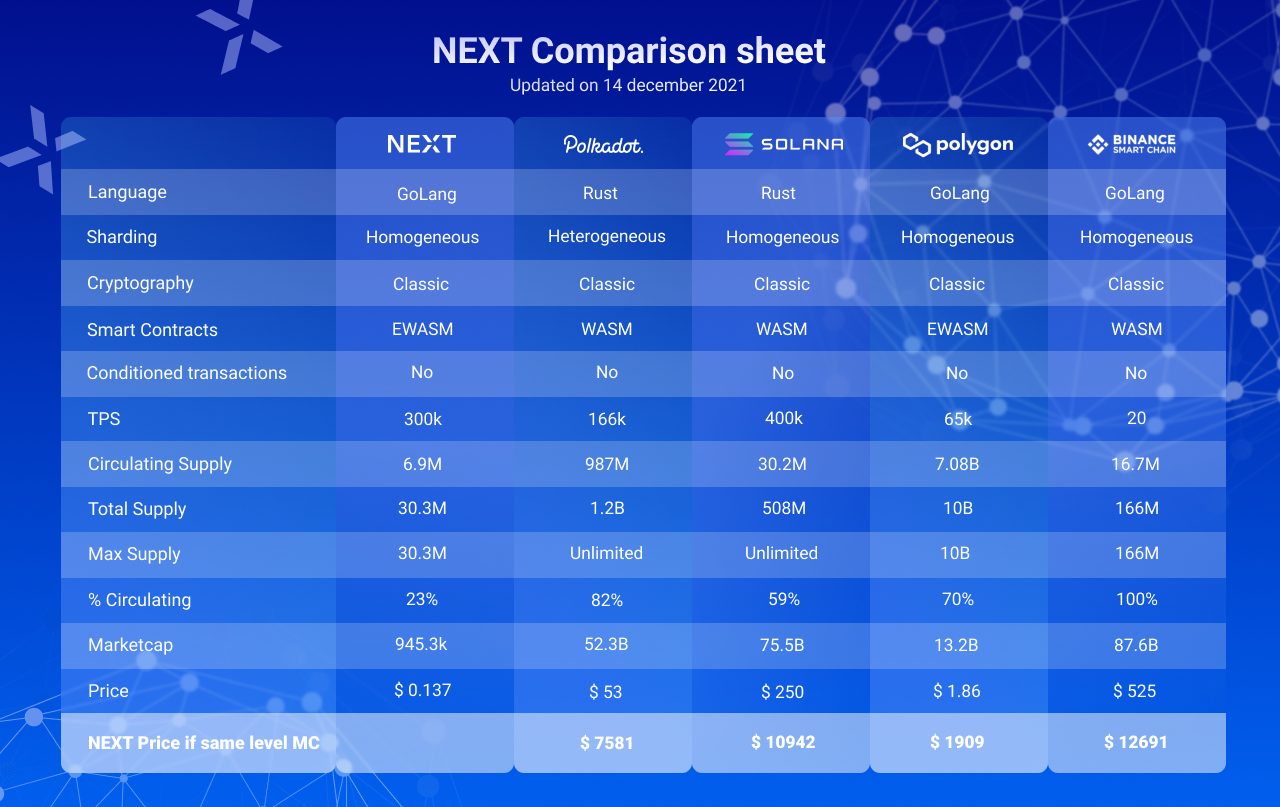 NEXT Comparison sheet
Updated on 14 december 2021
NEXT Polkadot. SOLANA polygon BINANCE SMART CHAIN
Language GoLang Rust Rust GoLang GoLang
Sharding Homogeneous Heterogeneous Homogeneous Homogeneous Homogeneous
Cryptography Classic Classic Classic Classic Classic
Smart Contracts EWASM WASM WASM EWASM WASM
Conditioned transactions No No No No No
TPS 300k 166k 400k 65k 20
Circulating Supply 6.9M 987M 30.2M 7.08B 16.7M
Total Supply 30.3M 1.2B 508M 10B 166M
Max Supply 30.3M Unlimited Unlimited 10B 166M
% Circulating 23% 82% 59% 70% 100%
Marketcap 945.3k 52.3B 75.5B 13.2B 87.6B
Price $ 0.137 $ 53 $ 250 $ 1.86 $ 525
NEXT Price if same level MC $ 7581 $ 10942 $ 1909 $ 12691